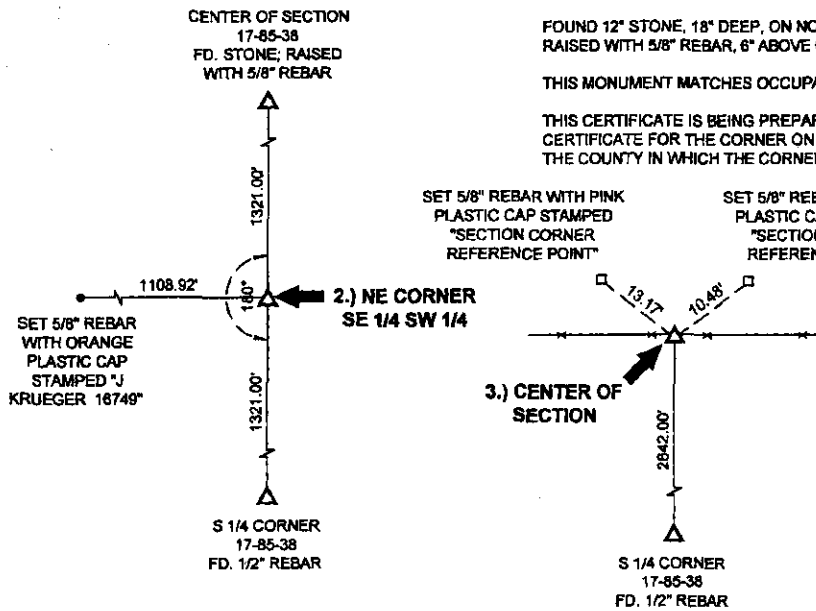 CENTER OF SECTION
17-85-38
FD. STONE; RAISED
WITH 5/8" REBAR
1321.00'
1108.92'
180°
2.) NE CORNER
SE 1/4 SW 1/4
SET 5/8" REBAR
WITH ORANGE
PLASTIC CAP
STAMPED "J
KRUEGER 16749"
1321.00'
S 1/4 CORNER
17-85-38
FD. 1/2" REBAR
FOUND 12" STONE, 18" DEEP, ON
RAISED WITH 5/8" REBAR, 6" ABOVE
THIS MONUMENT MATCHES
THIS CERTIFICATE IS BEING
CERTIFICATE FOR THE CORNER ON
THE COUNTY IN WHICH THE
SET 5/8" REBAR WITH PINK
PLASTIC CAP STAMPED
"SECTION CORNER
REFERENCE POINT"
SET 5/8"
PLASTIC
13.17'
10.48'
3.) CENTER OF
SECTION
2642.00'
S 1/4 CORNER
17-85-38
FD. 1/2" REBAR